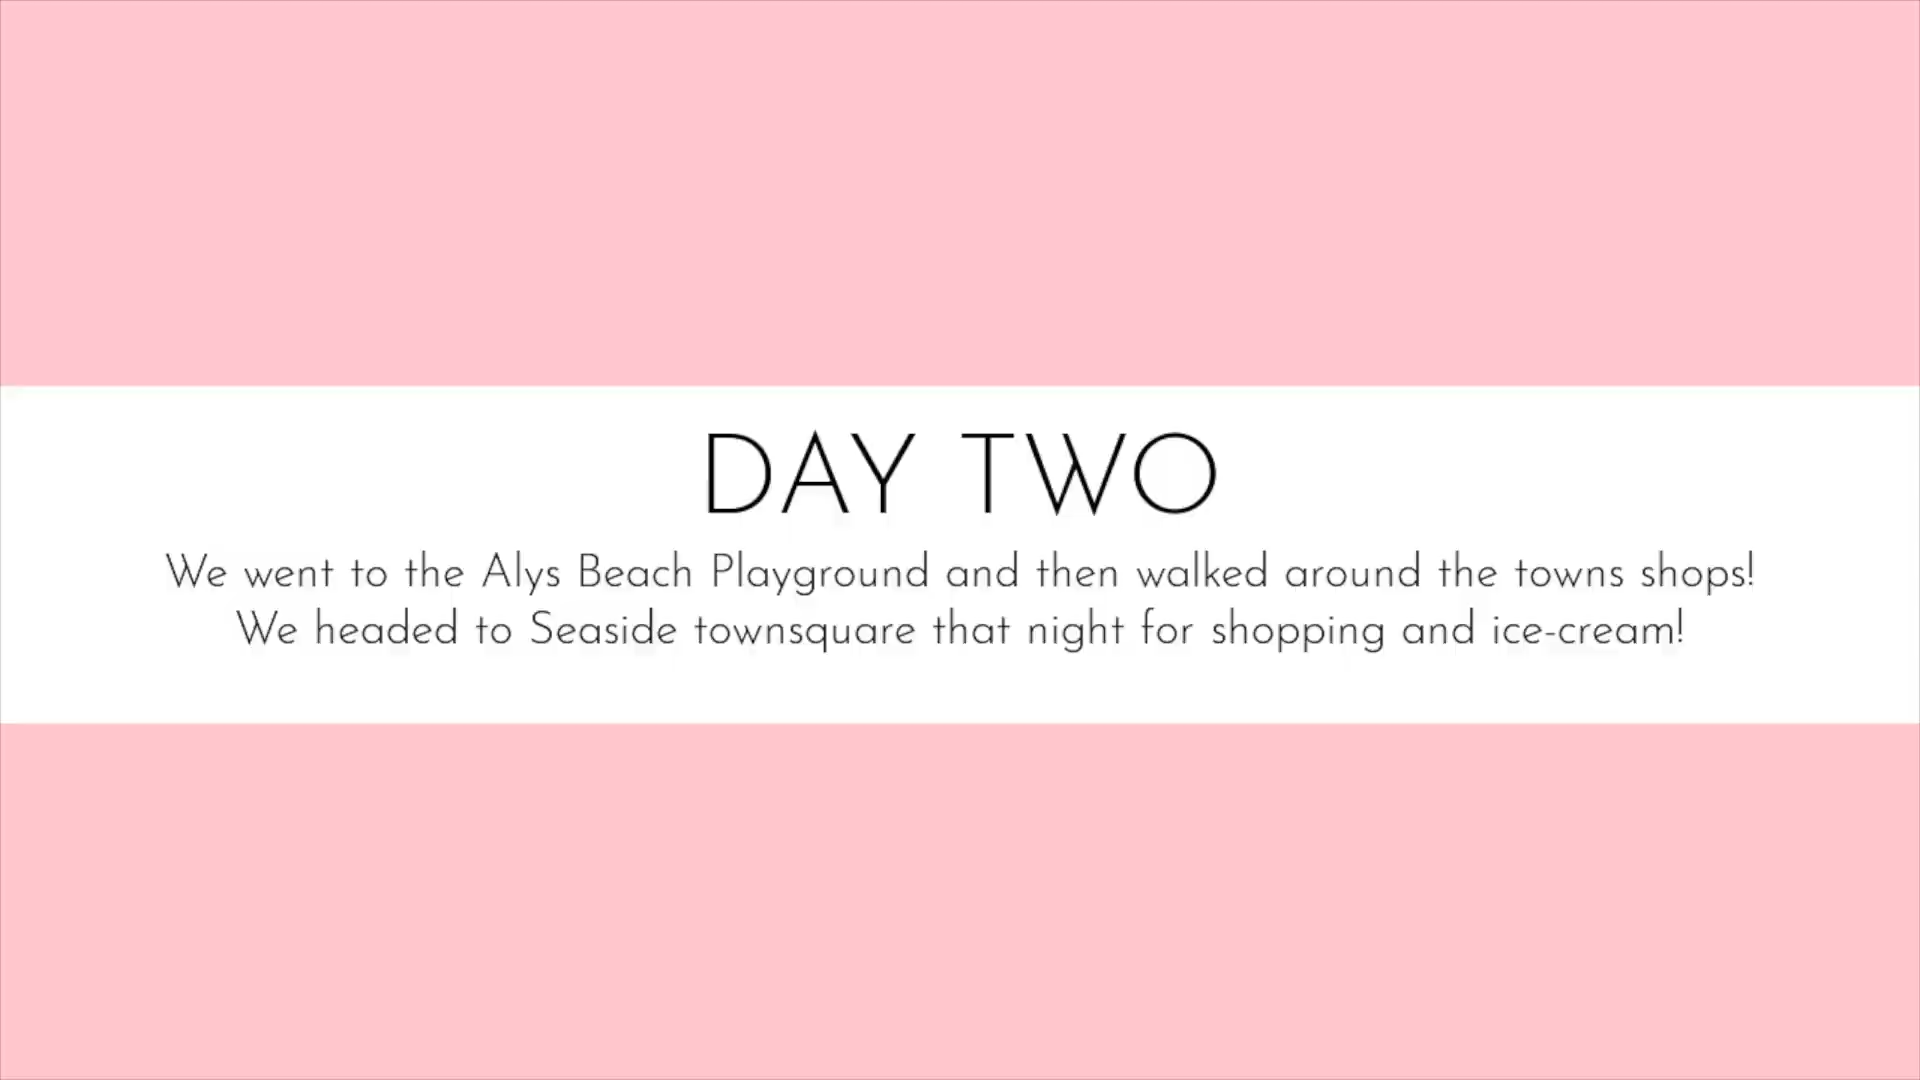 DAY TWO
We went to the Alys Beach Playground and then walked around the towns shops!
We headed to Seaside townsquare that night for shopping and ice-cream!